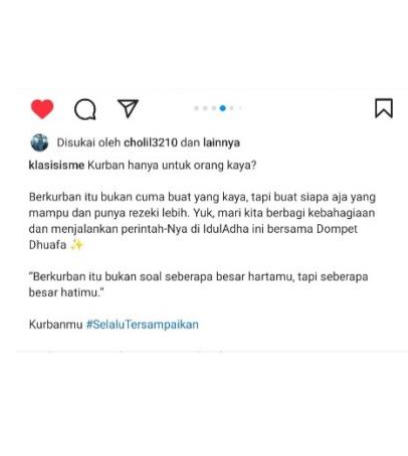 Disukai oleh cholil3210 dan lainnya
klasisisme Kurban hanya untuk orang kaya?
Berkurban itu bukan cuma buat yang kaya, tapi buat siapa aja yang
mampu dan punya rezeki lebih. Yuk, mari kita berbagi kebahagiaan
dan menjalankan perintah-Nya di IdulAdha ini bersama Dompet
Dhuafa ✨
"Berkurban itu bukan soal seberapa besar hartamu, tapi seberapa
besar hatimu."
Kurbanmu #SelaluTersampaikan